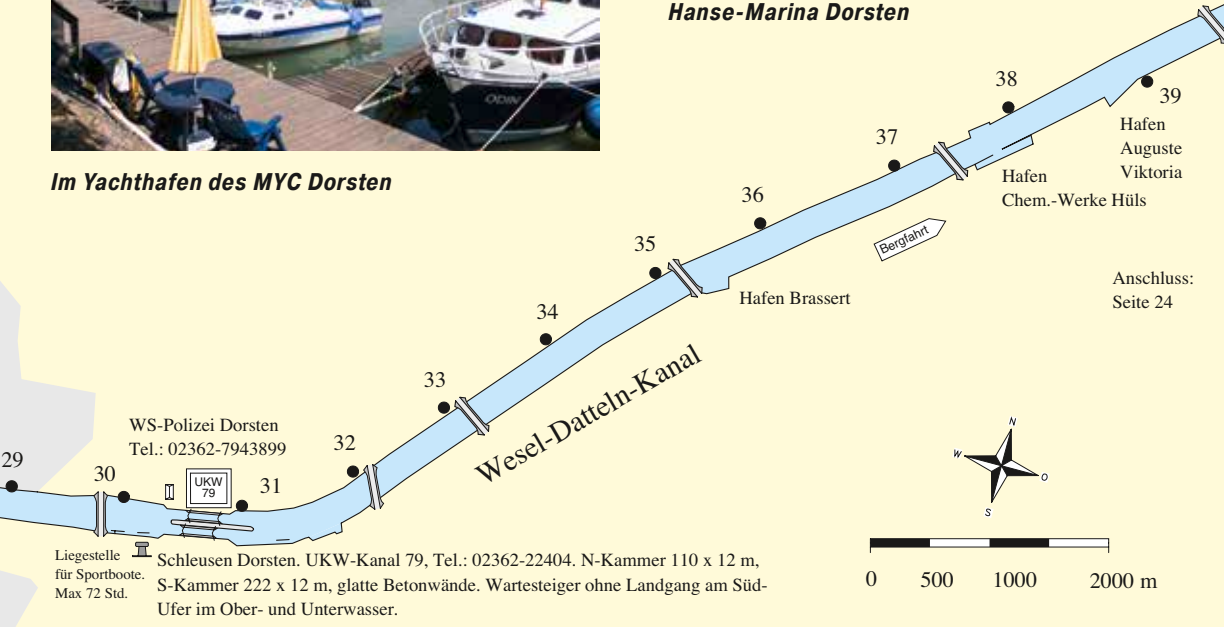 Hanse-Marina Dorsten
ODIN
Im Yachthafen des MYC Dorsten
38
39
Hafen
Auguste
Viktoria
37
Hafen
Chem.-Werke Hüls
36
Bergfahrt
35
Hafen Brassert
Anschluss:
Seite 24
34
33
Wesel-Datteln-Kanal
WS-Polizei Dorsten
Tel.: 02362-7943899
32
29
30
UKW
79
31
N
W
O
S
Liegestelle
für Sportboote.
Max 72 Std.
Schleusen Dorsten. UKW-Kanal 79, Tel.: 02362-22404. N-Kammer 110 x 12 m,
S-Kammer 222 x 12 m, glatte Betonwände. Wartesteiger ohne Landgang am Süd-
Ufer im Ober- und Unterwasser.
0 500 1000 2000 m